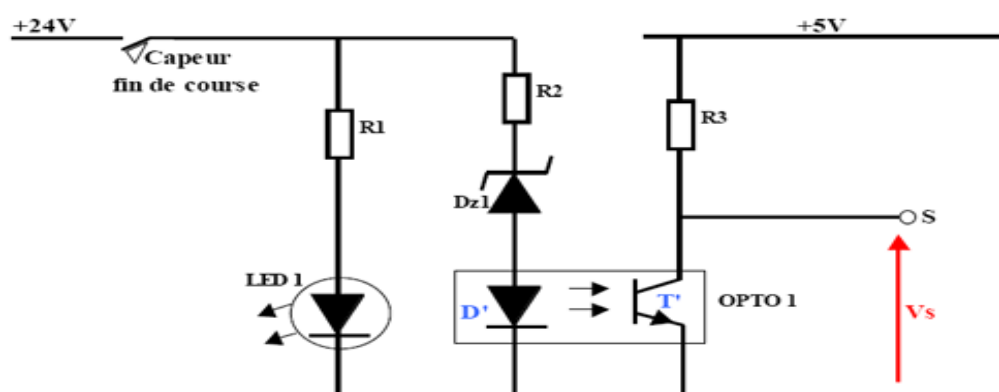 +24V
+5V
Capeur
fin de course
R1
R2
R3
Dz1
S
LED 1
D'
T'
OPTO 1
Vs